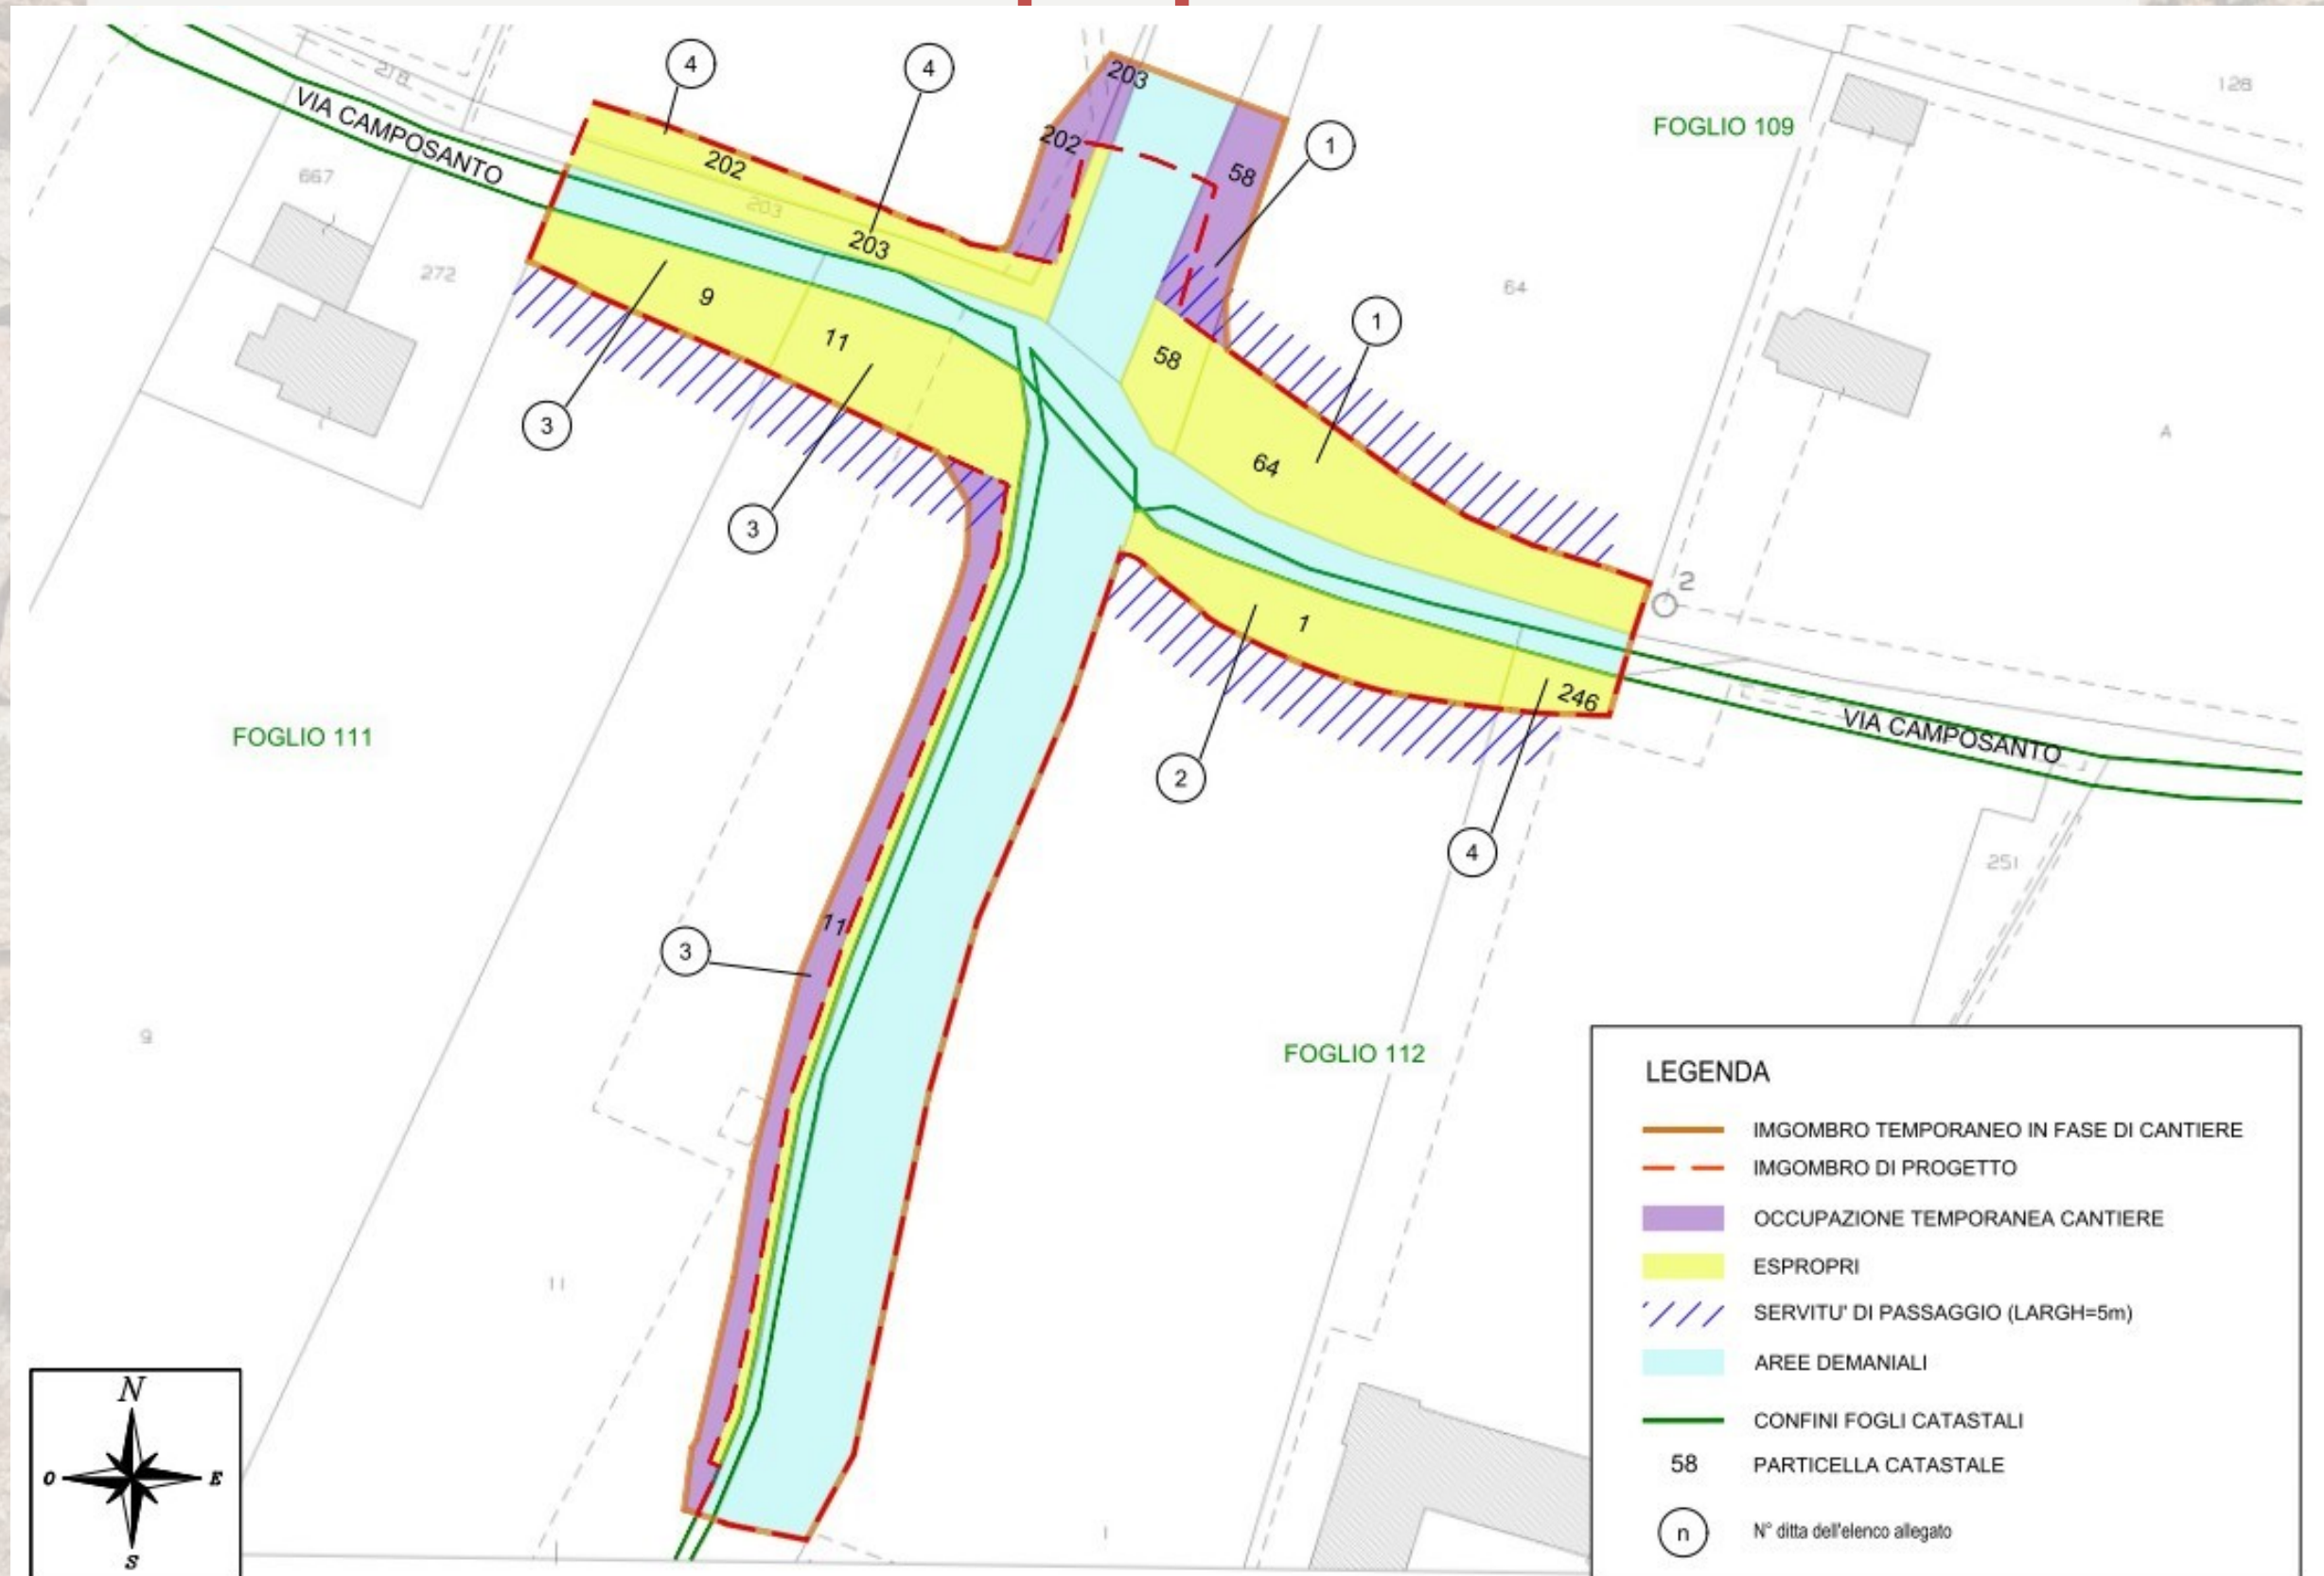 4
4
203
218
VIA CAMPOSANTO
202
202
1
58
FOGLIO 109
128
667
203
203
272
9
11
64
1
58
3
64
A
3
2
1
246
VIA CAMPOSANTO
FOGLIO 111
2
4
251
11
3
9
FOGLIO 112
11
I
LEGENDA
IMGOMBRO TEMPORANEO IN FASE DI CANTIERE
IMGOMBRO DI PROGETTO
OCCUPAZIONE TEMPORANEA CANTIERE
ESPROPRI
SERVITU' DI PASSAGGIO (LARGH=5m)
AREE DEMANIALI
CONFINI FOGLI CATASTALI
58 PARTICELLA CATASTALE
n N° ditta dell'elenco allegato
N
O E
S